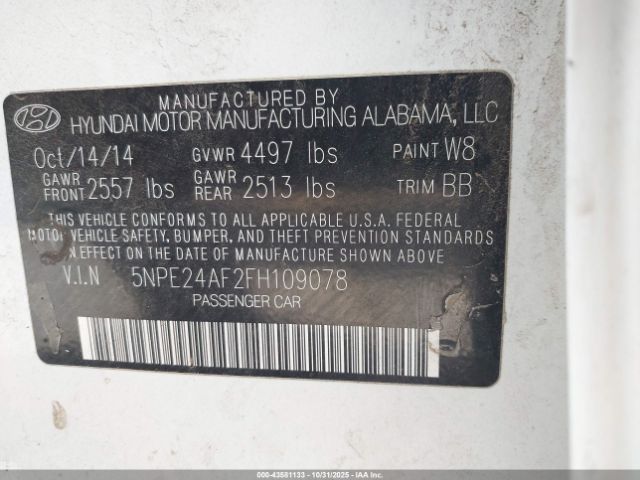 MANUFACTURED BY
HYUNDAI MOTOR MANUFACTURING ALABAMA, LLC
Oct/14/14 GVWR 4497 lbs PAINT W8
GAWR FRONT 2557 lbs GAWR REAR 2513 lbs TRIM BB
THIS VEHICLE CONFORMS TO ALL APPLICABLE U.S.A. FEDERAL
MOTOR VEHICLE SAFETY, BUMPER, AND THEFT PREVENTION STANDARDS
IN EFFECT ON THE DATE OF MANUFACTURE SHOWN ABOVE
V.I.N 5NPE24AF2FH109078
PASSENGER CAR
000-43581133 - 10/31/2025 - IAA Inc.